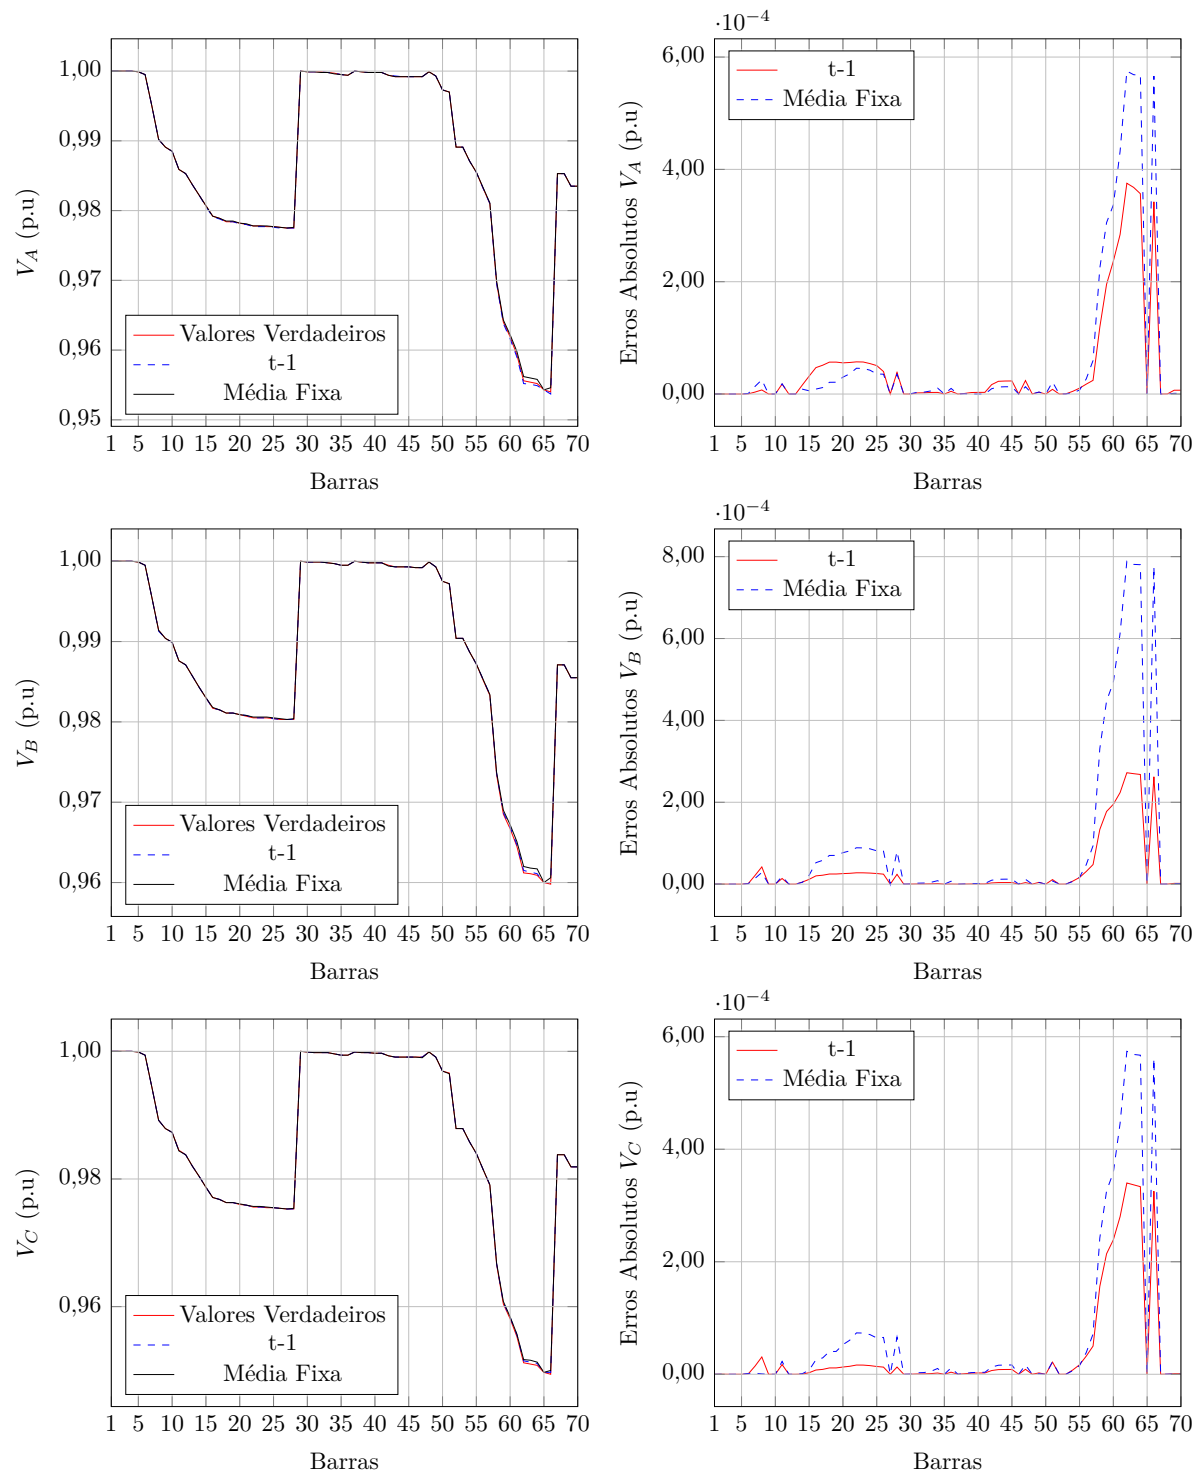 1,00
0,99
0,98
0,97
0,96
0,95
V_A (p.u)
Valores Verdadeiros
t-1
Média Fixa
1 5 10 15 20 25 30 35 40 45 50 55 60 65 70
Barras
·10⁻⁴
6,00
4,00
2,00
0,00
Erros Absolutos V_A (p.u)
t-1
Média Fixa
1 5 10 15 20 25 30 35 40 45 50 55 60 65 70
Barras
1,00
0,99
0,98
0,97
0,96
V_B (p.u)
Valores Verdadeiros
t-1
Média Fixa
1 5 10 15 20 25 30 35 40 45 50 55 60 65 70
Barras
·10⁻⁴
8,00
6,00
4,00
2,00
0,00
Erros Absolutos V_B (p.u)
t-1
Média Fixa
1 5 10 15 20 25 30 35 40 45 50 55 60 65 70
Barras
1,00
0,98
0,96
V_C (p.u)
Valores Verdadeiros
t-1
Média Fixa
1 5 10 15 20 25 30 35 40 45 50 55 60 65 70
Barras
·10⁻⁴
6,00
4,00
2,00
0,00
Erros Absolutos V_C (p.u)
t-1
Média Fixa
1 5 10 15 20 25 30 35 40 45 50 55 60 65 70
Barras